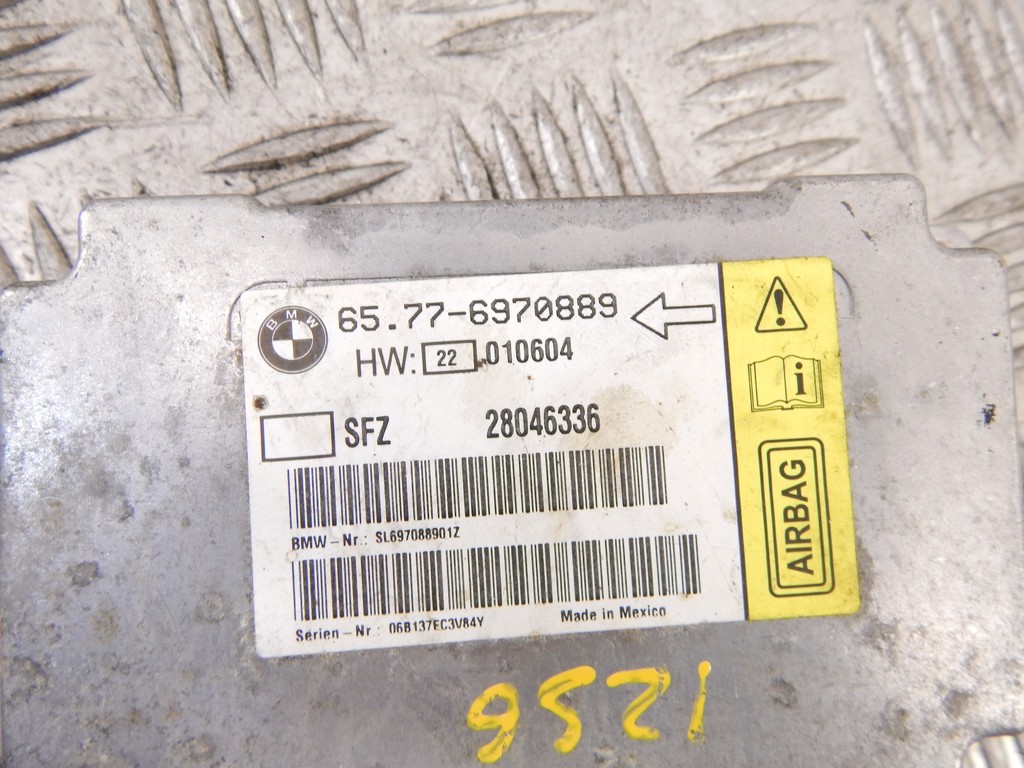 BMW 65.77-6970889
HW: 22 .010604
SFZ 28046336
BMW-Nr.: SL697088901Z
Serien-Nr.: 06B137EC3V84Y Made in Mexico
i
AIRBAG